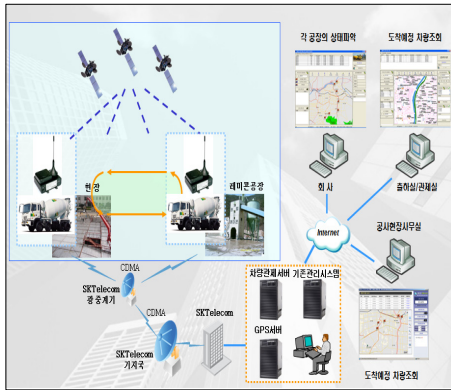 각 공장의 상태파악
도착예정 차량조회
현장
레미콘공장
회 사
출하실/관제실
Internet
공사현장사무실
CDMA
SKTelecom
광 중계기
차량관제서버
기존관리시스템
CDMA
SKTelecom
SKTelecom
기지국
GPS서버
도착예정 차량조회